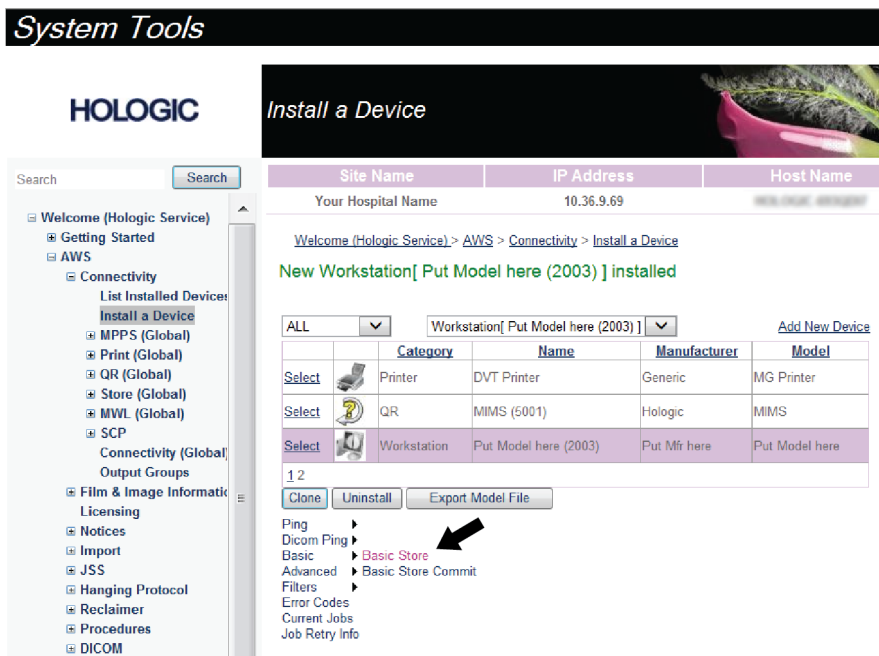 System Tools
HOLOGIC
Install a Device
Search Search
Site Name IP Address Host Name
Your Hospital Name 10.36.9.69
Welcome (Hologic Service)
Getting Started
AWS
Connectivity
List Installed Devices
Install a Device
MPPS (Global)
Print (Global)
QR (Global)
Store (Global)
MWL (Global)
SCP
Connectivity (Global)
Output Groups
Film & Image Informatic
Licensing
Notices
Import
JSS
Hanging Protocol
Reclaimer
Procedures
DICOM
Welcome (Hologic Service) > AWS > Connectivity > Install a Device
New Workstation[ Put Model here (2003) ] installed
ALL Workstation[ Put Model here (2003) ] Add New Device
Category Name Manufacturer Model
Select Printer DVT Printer Generic MG Printer
Select QR MIMS (5001) Hologic MIMS
Select Workstation Put Model here (2003) Put Mfr here Put Model here
1 2
Clone Uninstall Export Model File
Ping
Dicom Ping
Basic Basic Store
Advanced Basic Store Commit
Filters
Error Codes
Current Jobs
Job Retry Info